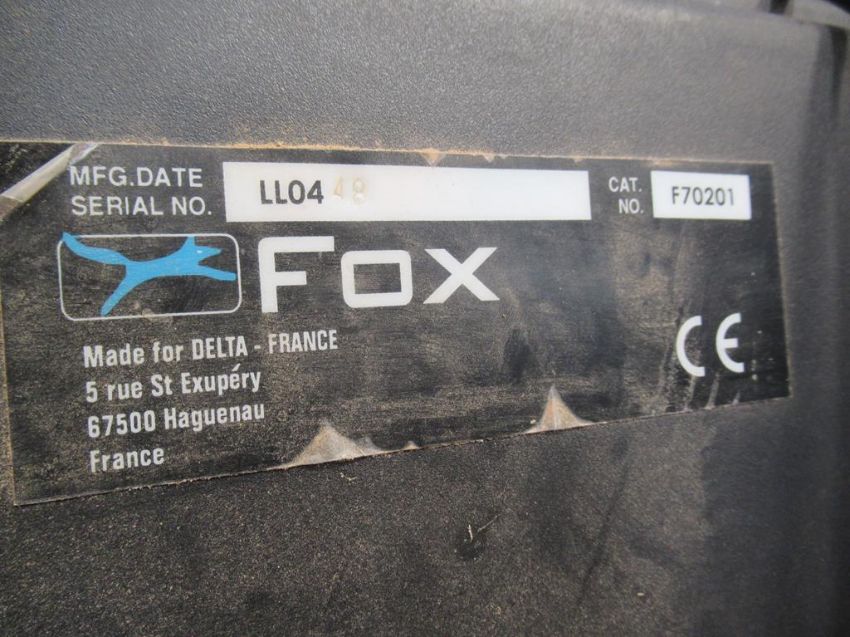 MFG.DATE
SERIAL NO.
LL04 48
CAT.
NO.
F70201
FOX
Made for DELTA - FRANCE
5 rue St Exupéry
67500 Haguenau
France
CE